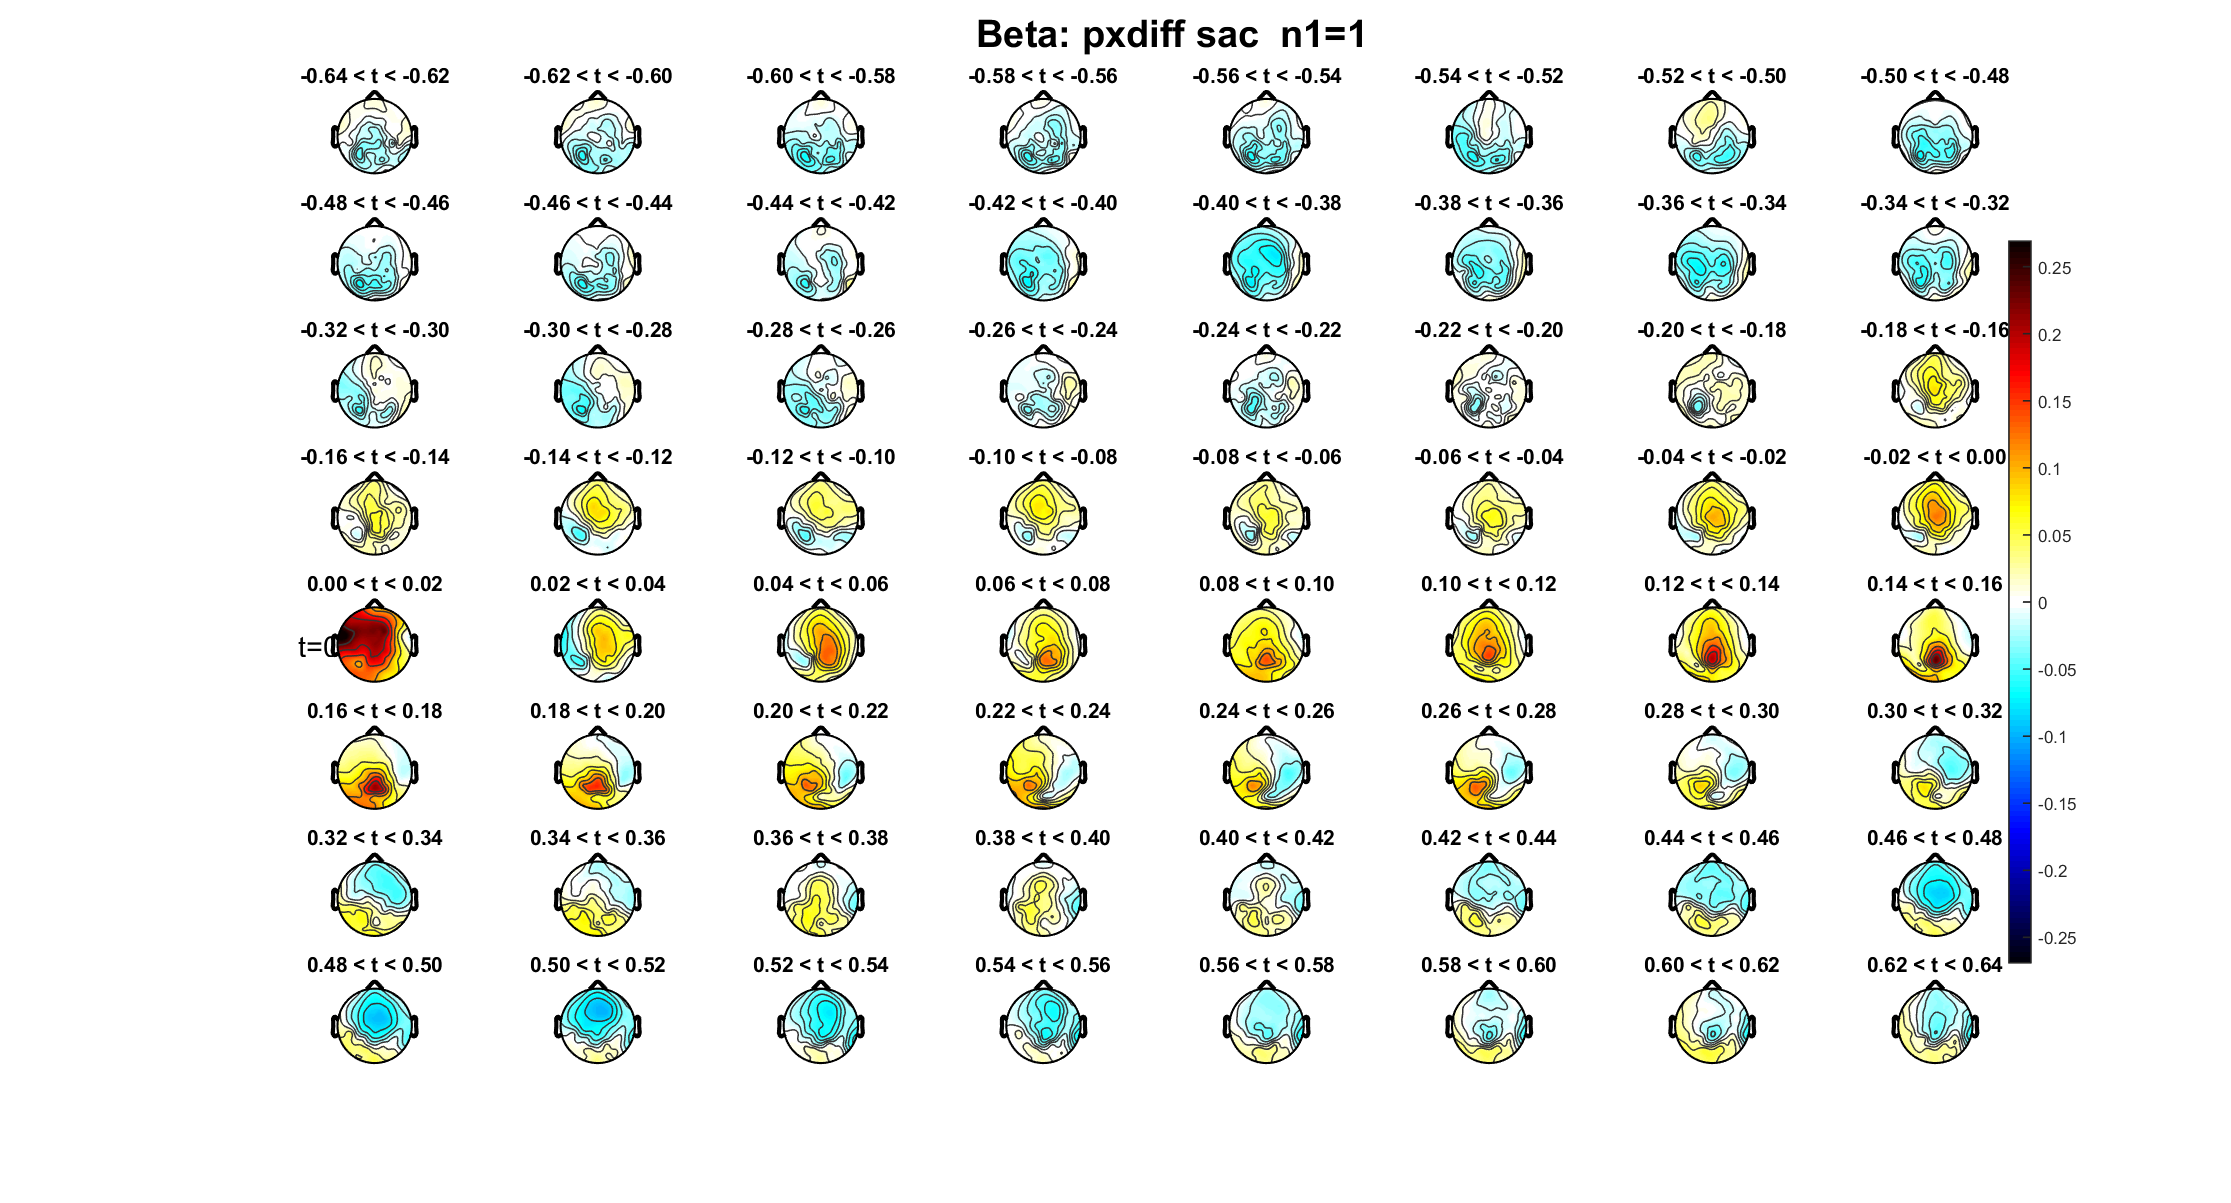 Beta: pxdiff sac  n1=1
-0.64 < t < -0.62 -0.62 < t < -0.60 -0.60 < t < -0.58 -0.58 < t < -0.56 -0.56 < t < -0.54 -0.54 < t < -0.52 -0.52 < t < -0.50 -0.50 < t < -0.48
-0.48 < t < -0.46 -0.46 < t < -0.44 -0.44 < t < -0.42 -0.42 < t < -0.40 -0.40 < t < -0.38 -0.38 < t < -0.36 -0.36 < t < -0.34 -0.34 < t < -0.32
-0.32 < t < -0.30 -0.30 < t < -0.28 -0.28 < t < -0.26 -0.26 < t < -0.24 -0.24 < t < -0.22 -0.22 < t < -0.20 -0.20 < t < -0.18 -0.18 < t < -0.16
-0.16 < t < -0.14 -0.14 < t < -0.12 -0.12 < t < -0.10 -0.10 < t < -0.08 -0.08 < t < -0.06 -0.06 < t < -0.04 -0.04 < t < -0.02 -0.02 < t < 0.00
0.00 < t < 0.02 0.02 < t < 0.04 0.04 < t < 0.06 0.06 < t < 0.08 0.08 < t < 0.10 0.10 < t < 0.12 0.12 < t < 0.14 0.14 < t < 0.16
t=0
0.16 < t < 0.18 0.18 < t < 0.20 0.20 < t < 0.22 0.22 < t < 0.24 0.24 < t < 0.26 0.26 < t < 0.28 0.28 < t < 0.30 0.30 < t < 0.32
0.32 < t < 0.34 0.34 < t < 0.36 0.36 < t < 0.38 0.38 < t < 0.40 0.40 < t < 0.42 0.42 < t < 0.44 0.44 < t < 0.46 0.46 < t < 0.48
0.48 < t < 0.50 0.50 < t < 0.52 0.52 < t < 0.54 0.54 < t < 0.56 0.56 < t < 0.58 0.58 < t < 0.60 0.60 < t < 0.62 0.62 < t < 0.64
0.25
0.2
0.15
0.1
0.05
0
-0.05
-0.1
-0.15
-0.2
-0.25